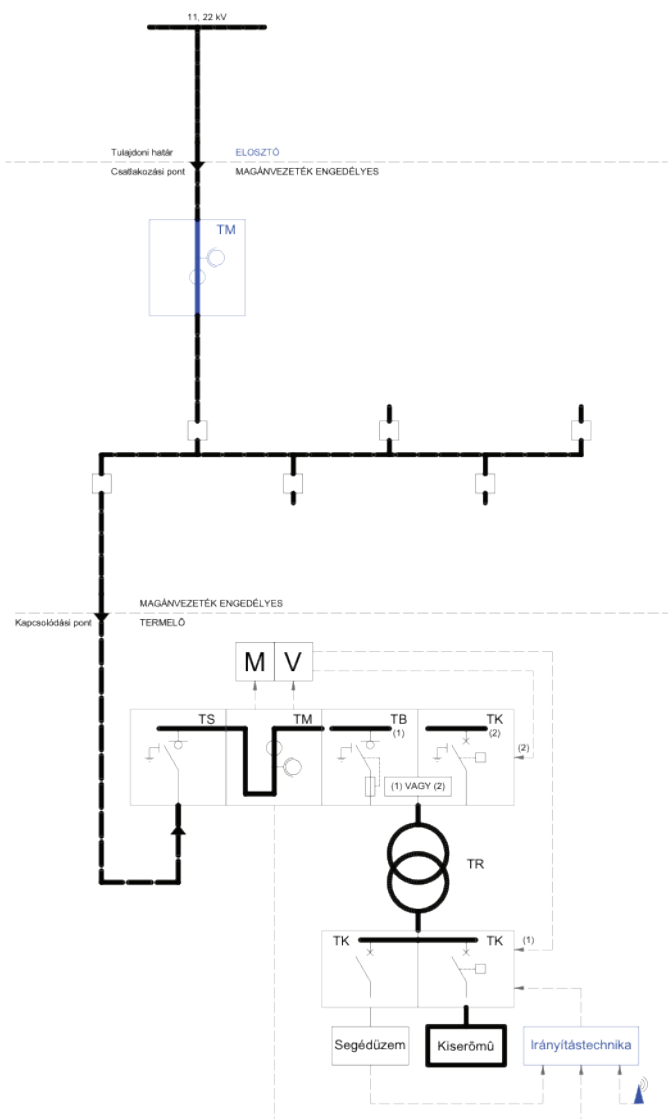 11, 22 kV
Tulajdoni határ
ELOSZTÓ
Csatlakozási pont
MAGÁNVEZETÉK ENGEDÉLYES
TM
MAGÁNVEZETÉK ENGEDÉLYES
Kapcsolódási pont
TERMELŐ
M V
TS TM TB TK
(1) (2)
(2)
(1) VAGY (2)
TR
TK TK (1)
Segédüzem
Kiserőmű
Irányítástechnika